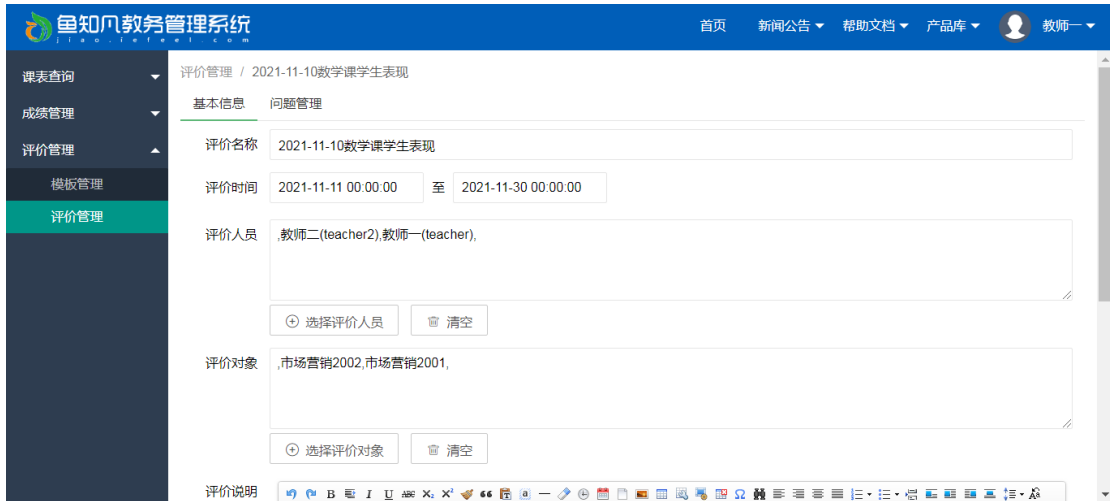 鱼知凡教务管理系统
jiao.iefeel.com
首页 新闻公告 帮助文档 产品库 教师一
课表查询
成绩管理
评价管理
模板管理
评价管理
评价管理 / 2021-11-10数学课学生表现
基本信息 问题管理
评价名称 2021-11-10数学课学生表现
评价时间 2021-11-11 00:00:00 至 2021-11-30 00:00:00
评价人员 ,教师二(teacher2),教师一(teacher),
选择评价人员 清空
评价对象 ,市场营销2002,市场营销2001,
选择评价对象 清空
评价说明